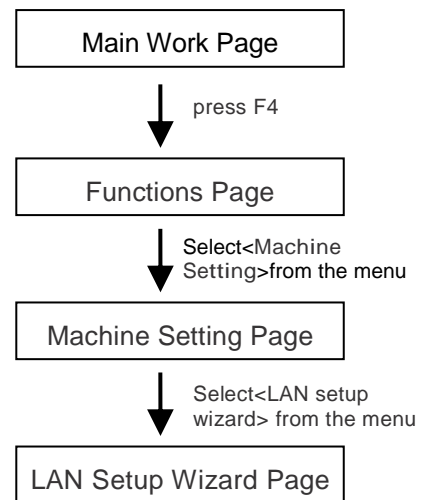 Main Work Page
press F4
Functions Page
Select<Machine
Setting>from the menu
Machine Setting Page
Select<LAN setup
wizard> from the menu
LAN Setup Wizard Page